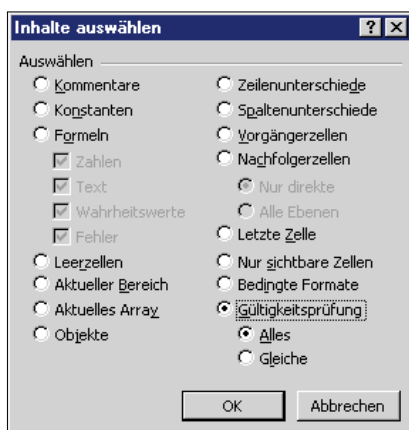 Inhalte auswählen
Auswählen
Kommentare
Konstanten
Formeln
Zahlen
Text
Wahrheitswerte
Fehler
Leerzellen
Aktueller Bereich
Aktuelles Array
Objekte
Zeilenunterschiede
Spaltenunterschiede
Vorgängerzellen
Nachfolgerzellen
Nur direkte
Alle Ebenen
Letzte Zelle
Nur sichtbare Zellen
Bedingte Formate
Gültigkeitsprüfung
Alles
Gleiche
OK
Abbrechen